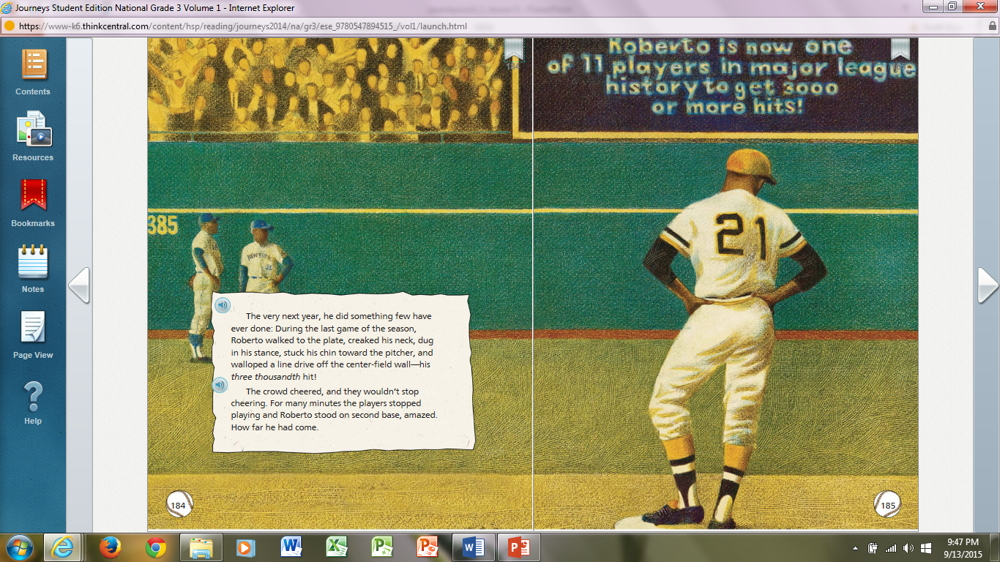 Journeys Student Edition National Grade 3 Volume 1 - Internet Explorer
https://www-k6.thinkcentral.com/content/hsp/reading/journeys2014/na/gr3/ese_9780547894515_/vol1/launch.html
Contents
Resources
Bookmarks
Notes
Page View
Help
Roberto is now one
of 11 players in major league
history to get 3000
or more hits!
385
NEW YORK
21
The very next year, he did something few have
ever done: During the last game of the season,
Roberto walked to the plate, creaked his neck, dug
in his stance, stuck his chin toward the pitcher, and
walloped a line drive off the center-field wall—his
three thousandth hit!
The crowd cheered, and they wouldn't stop
cheering. For many minutes the players stopped
playing and Roberto stood on second base, amazed.
How far he had come.
184
185
9:47 PM
9/13/2015